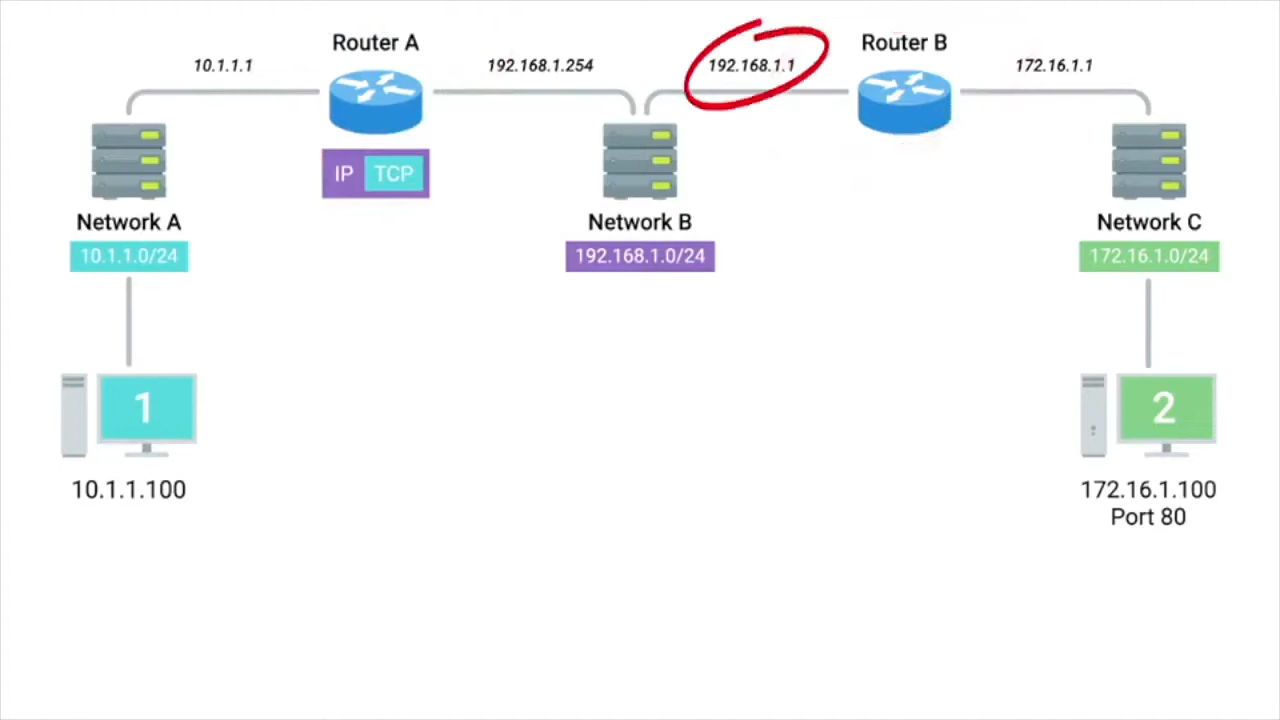 Router A
Router B
10.1.1.1
192.168.1.254
192.168.1.1
172.16.1.1
IP TCP
Network A
Network B
Network C
10.1.1.0/24
192.168.1.0/24
172.16.1.0/24
1
2
10.1.1.100
172.16.1.100
Port 80